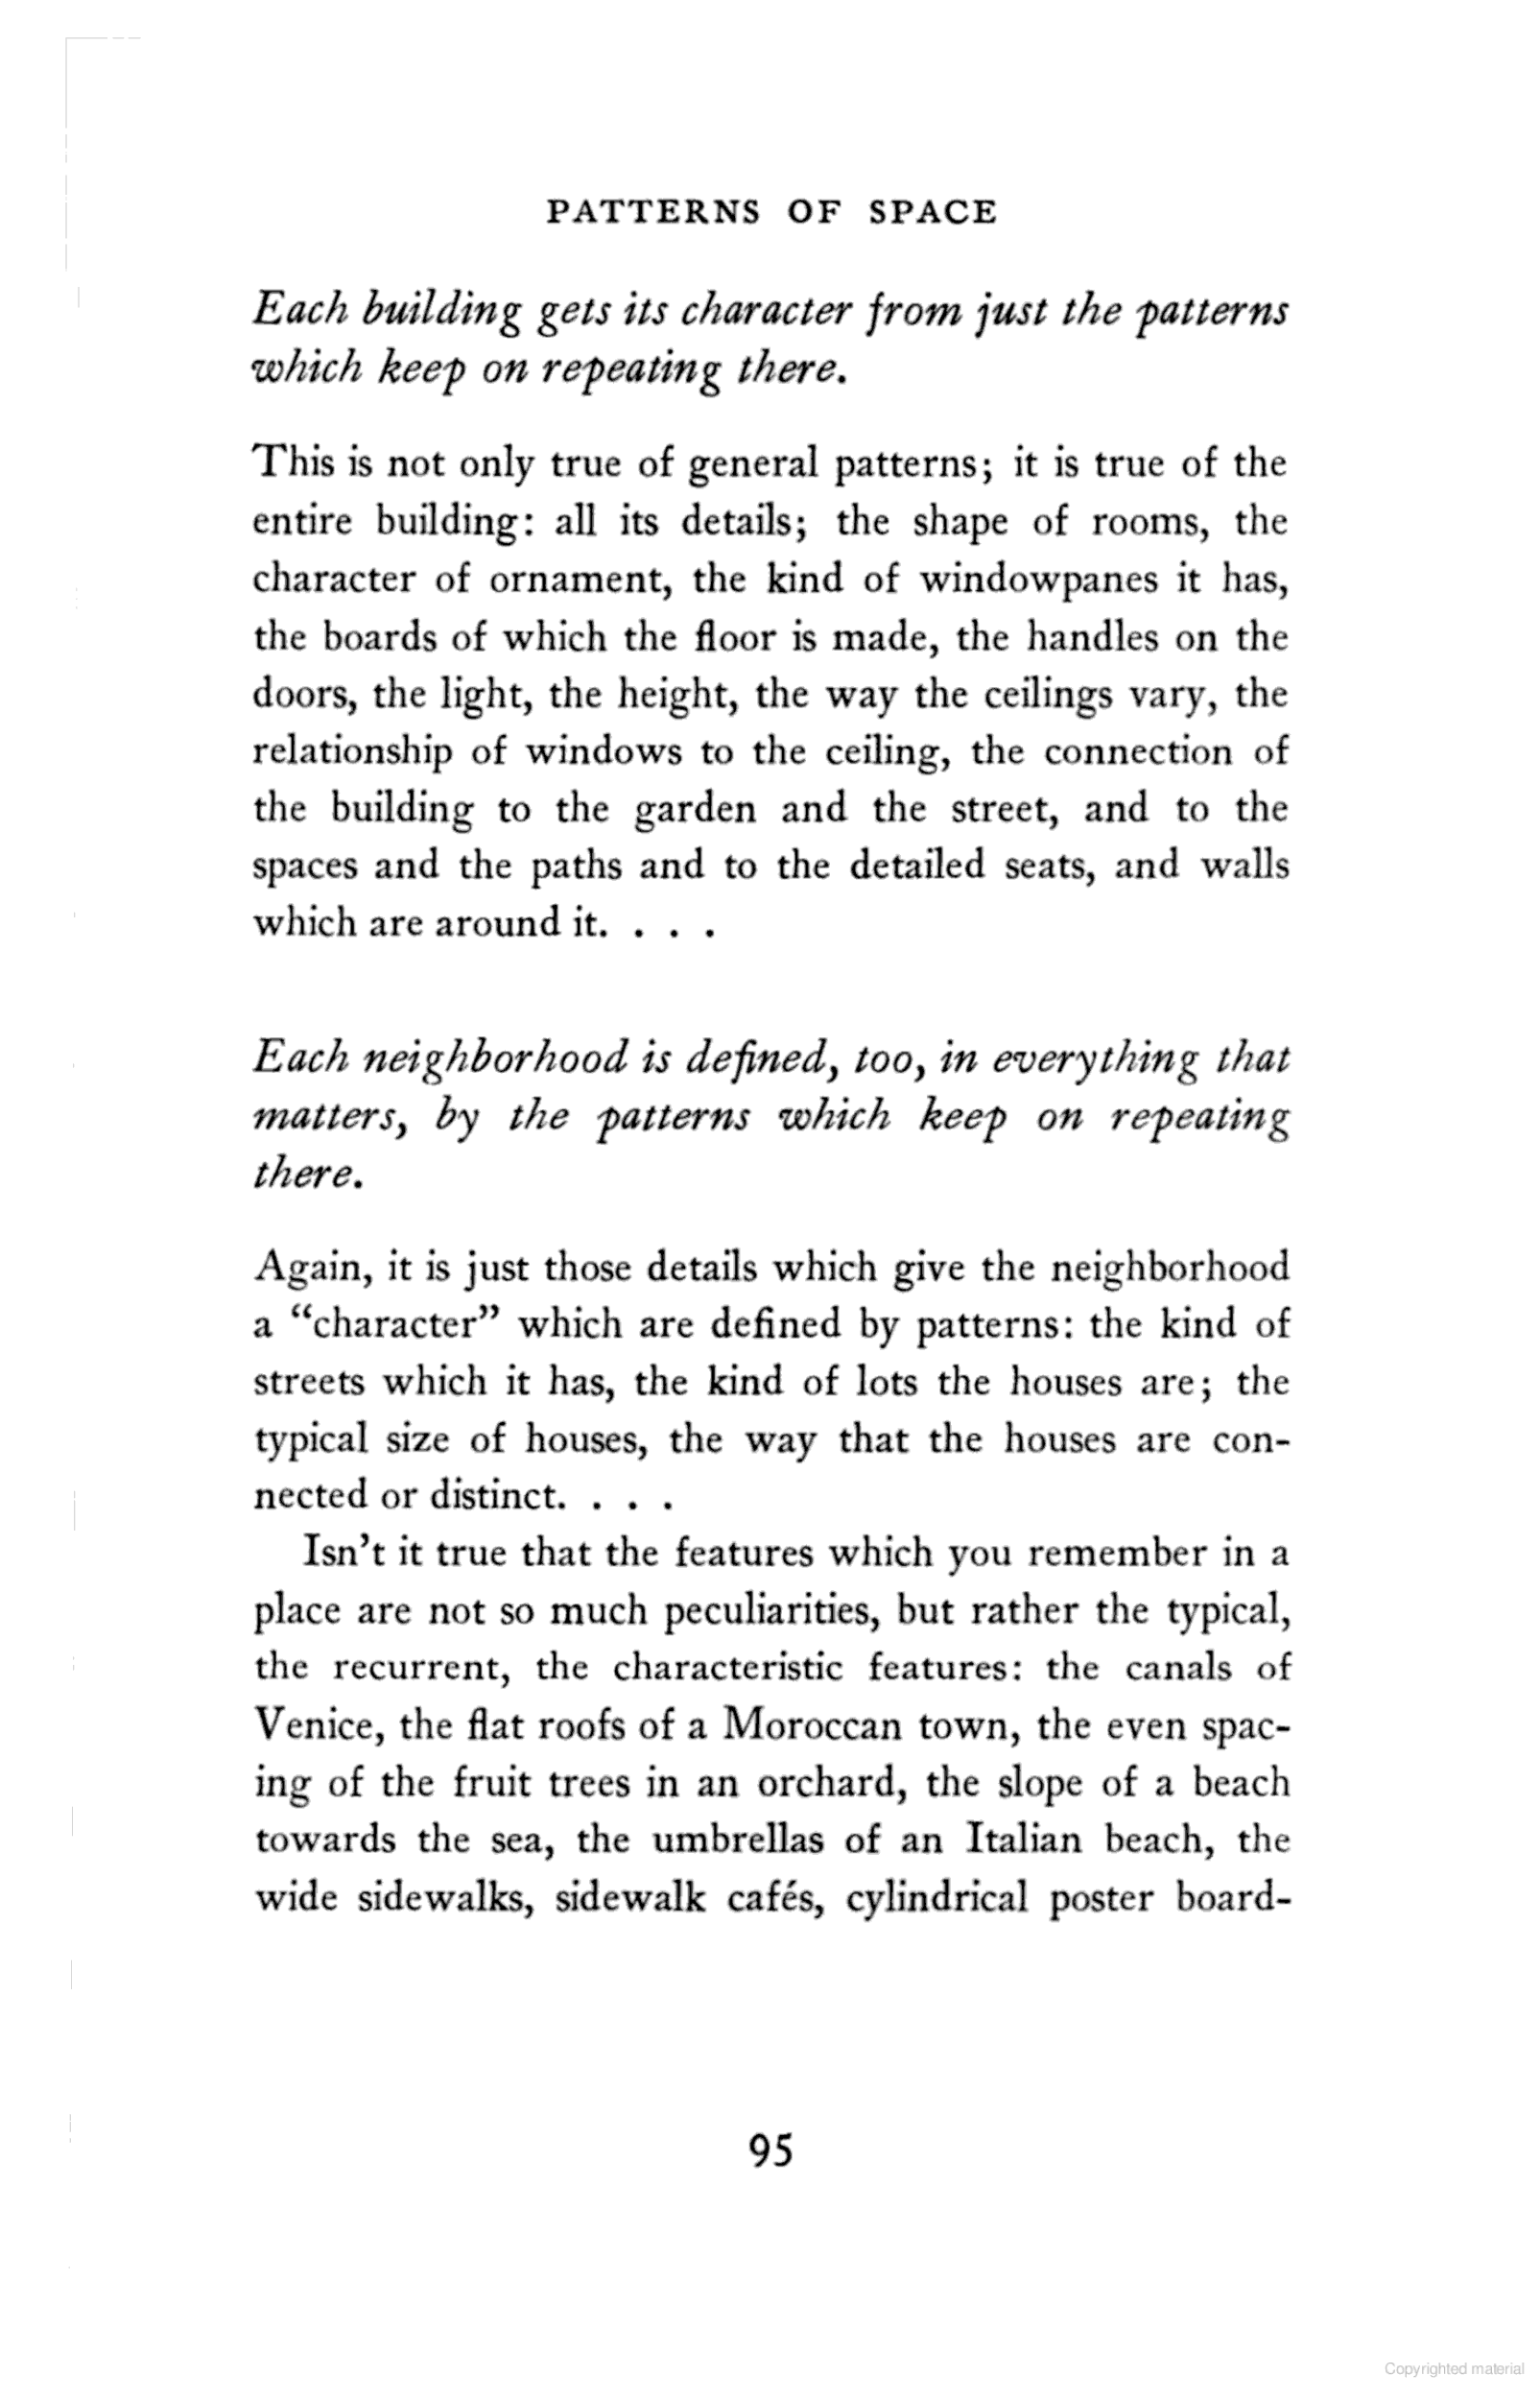 PATTERNS OF SPACE
Each building gets its character from just the patterns
which keep on repeating there.
This is not only true of general patterns; it is true of the
entire building: all its details; the shape of rooms, the
character of ornament, the kind of windowpanes it has,
the boards of which the floor is made, the handles on the
doors, the light, the height, the way the ceilings vary, the
relationship of windows to the ceiling, the connection of
the building to the garden and the street, and to the
spaces and the paths and to the detailed seats, and walls
which are around it. . . .
Each neighborhood is defined, too, in everything that
matters, by the patterns which keep on repeating
there.
Again, it is just those details which give the neighborhood
a “character” which are defined by patterns: the kind of
streets which it has, the kind of lots the houses are; the
typical size of houses, the way that the houses are con-
nected or distinct. . . .
Isn’t it true that the features which you remember in a
place are not so much peculiarities, but rather the typical,
the recurrent, the characteristic features: the canals of
Venice, the flat roofs of a Moroccan town, the even spac-
ing of the fruit trees in an orchard, the slope of a beach
towards the sea, the umbrellas of an Italian beach, the
wide sidewalks, sidewalk cafés, cylindrical poster board-
95
Copyrighted material